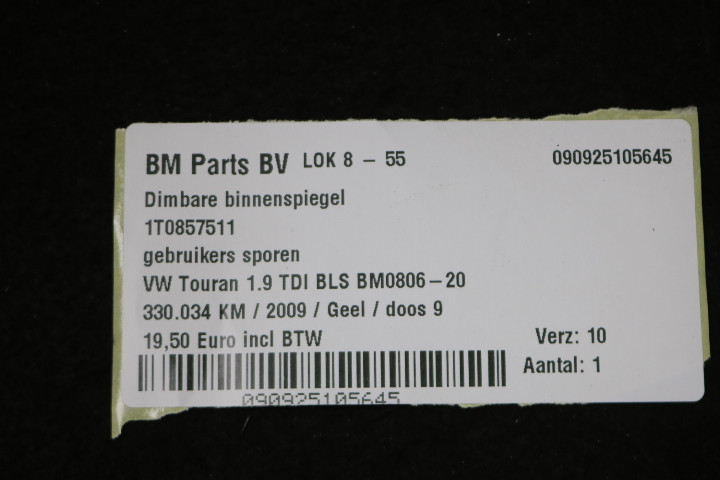 BM Parts BV LOK 8 - 55 090925105645
Dimbare binnenspiegel
1T0857511
gebruikers sporen
VW Touran 1.9 TDI BLS BM0806-20
330.034 KM / 2009 / Geel / doos 9
19,50 Euro incl BTW Verz: 10
Aantal: 1
090925105645